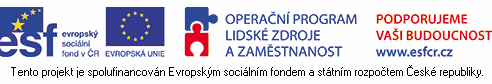 esf evropský sociální fond v ČR
EVROPSKÁ UNIE
OPERAČNÍ PROGRAM
LIDSKÉ ZDROJE
A ZAMĚSTNANOST
PODPORUJEME
VAŠI BUDOUCNOST
www.esfcr.cz
Tento projekt je spolufinancován Evropským sociálním fondem a státním rozpočtem České republiky.